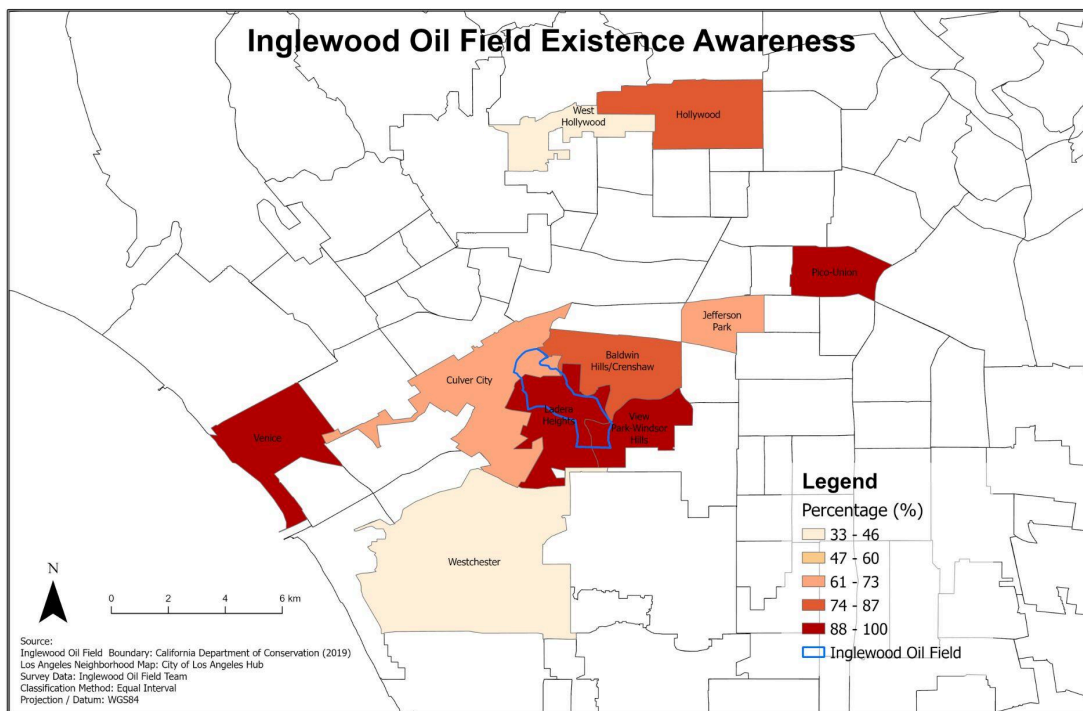 Inglewood Oil Field Existence Awareness
West
Hollywood
Hollywood
Pico-Union
Jefferson
Park
Baldwin
Hills/Crenshaw
Culver City
Ladera
Heights
View
Park-Windsor
Hills
Venice
Westchester
Legend
Percentage (%)
33 - 46
47 - 60
61 - 73
74 - 87
88 - 100
Inglewood Oil Field
N
0 2 4 6 km
Source:
Inglewood Oil Field Boundary: California Department of Conservation (2019)
Los Angeles Neighborhood Map: City of Los Angeles Hub
Survey Data: Inglewood Oil Field Team
Classification Method: Equal Interval
Projection / Datum: WGS84